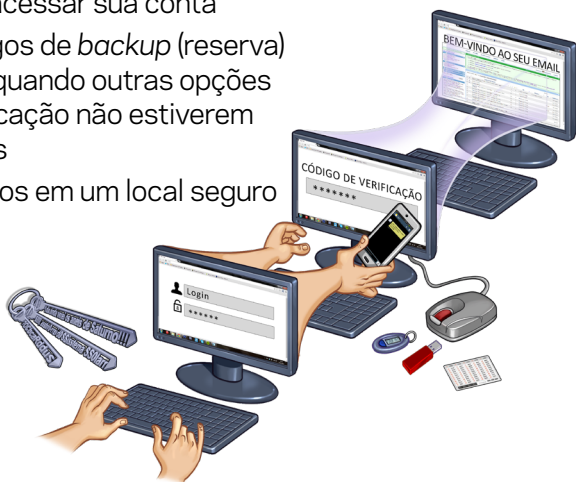 acessar sua conta
gos de backup (reserva)
quando outras opções
icação não estiverem
s
os em um local seguro
BEM-VINDO AO SEU EMAIL
CÓDIGO DE VERIFICAÇÃO
*******
Login
******